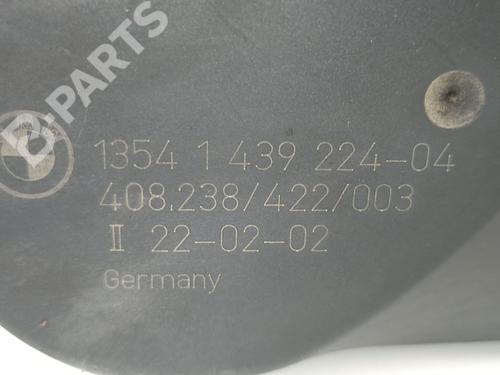 B-PARTS
1354 1 439 224-04
408.238/422/003
II 22-02-02
Germany